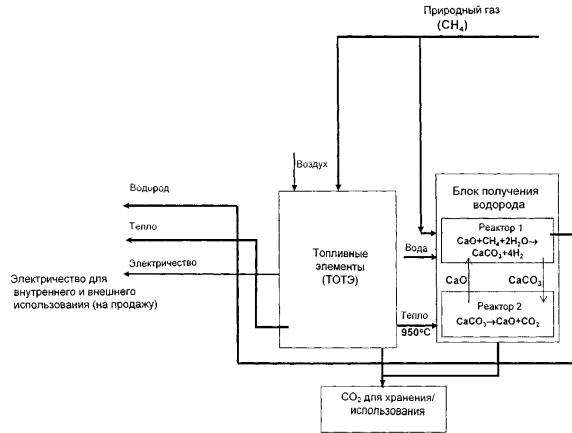 Природный газ
(CH₄)
Воздух
Блок получения
водорода
Водород
Реактор 1
CaO+CH₄+2H₂O→
CaCO₃+4H₂
Тепло
Вода
Топливные
элементы
(ТОТЭ)
Электричество
CaO
CaCO₃
Электричество для
внутреннего и внешнего
использования (на продажу)
Реактор 2
CaCO₃→CaO+CO₂
Тепло
950°C
CO₂ для хранения/
использования